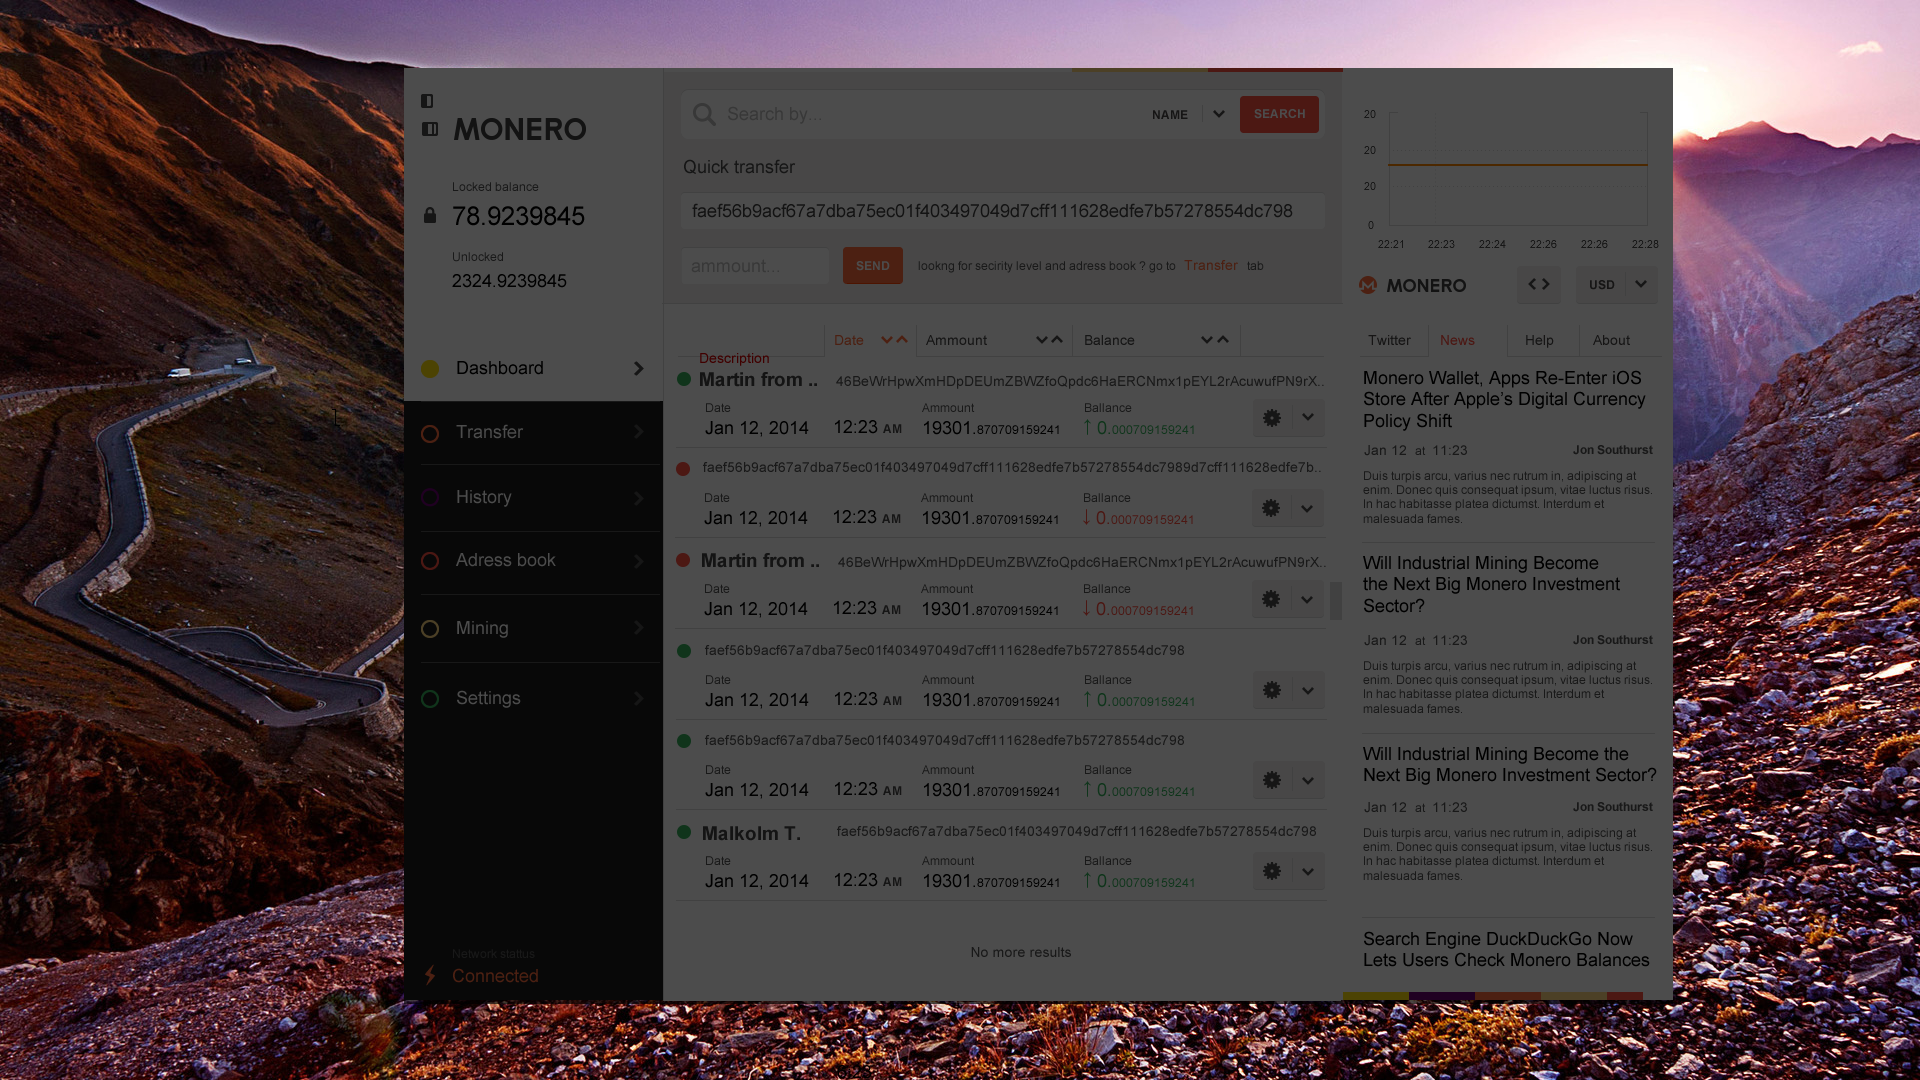 MONERO
Locked balance
78.9239845
Unlocked
2324.9239845
Dashboard
Transfer
History
Adress book
Mining
Settings
Network stattus
Connected
Search by...
NAME
SEARCH
Quick transfer
faef56b9acf67a7dba75ec01f403497049d7cff111628edfe7b57278554dc798
ammount...
SEND
lookng for secirity level and adress book ? go to Transfer tab
Date
Ammount
Balance
Description
Martin from .. 46BeWrHpwXmHDpDEUmZBWZfoQpdc6HaERCNmx1pEYL2rAcuwufPN9rX..
Date Ammount Ballance
Jan 12, 2014 12:23 AM 19301.870709159241 ↑ 0.000709159241
faef56b9acf67a7dba75ec01f403497049d7cff111628edfe7b57278554dc7989d7cff111628edfe7b..
Date Ammount Ballance
Jan 12, 2014 12:23 AM 19301.870709159241 ↓ 0.000709159241
Martin from .. 46BeWrHpwXmHDpDEUmZBWZfoQpdc6HaERCNmx1pEYL2rAcuwufPN9rX..
Date Ammount Ballance
Jan 12, 2014 12:23 AM 19301.870709159241 ↓ 0.000709159241
faef56b9acf67a7dba75ec01f403497049d7cff111628edfe7b57278554dc798
Date Ammount Ballance
Jan 12, 2014 12:23 AM 19301.870709159241 ↑ 0.000709159241
faef56b9acf67a7dba75ec01f403497049d7cff111628edfe7b57278554dc798
Date Ammount Ballance
Jan 12, 2014 12:23 AM 19301.870709159241 ↑ 0.000709159241
Malkolm T. faef56b9acf67a7dba75ec01f403497049d7cff111628edfe7b57278554dc798
Date Ammount Ballance
Jan 12, 2014 12:23 AM 19301.870709159241 ↑ 0.000709159241
No more results
20
20
20
0
22:21 22:23 22:24 22:26 22:26 22:28
MONERO
USD
Twitter News Help About
Monero Wallet, Apps Re-Enter iOS
Store After Apple's Digital Currency
Policy Shift
Jan 12 at 11:23 Jon Southurst
Duis turpis arcu, varius nec rutrum in, adipiscing at
enim. Donec quis consequat ipsum, vitae luctus risus.
In hac habitasse platea dictumst. Interdum et
malesuada fames.
Will Industrial Mining Become
the Next Big Monero Investment
Sector?
Jan 12 at 11:23 Jon Southurst
Duis turpis arcu, varius nec rutrum in, adipiscing at
enim. Donec quis consequat ipsum, vitae luctus risus.
In hac habitasse platea dictumst. Interdum et
malesuada fames.
Will Industrial Mining Become the
Next Big Monero Investment Sector?
Jan 12 at 11:23 Jon Southurst
Duis turpis arcu, varius nec rutrum in, adipiscing at
enim. Donec quis consequat ipsum, vitae luctus risus.
In hac habitasse platea dictumst. Interdum et
malesuada fames.
Search Engine DuckDuckGo Now
Lets Users Check Monero Balances